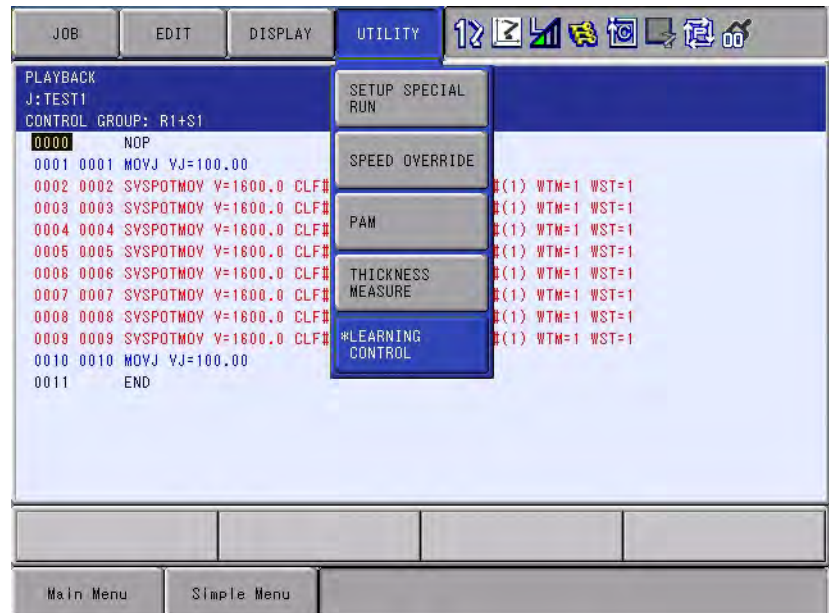 JOB
EDIT
DISPLAY
UTILITY
PLAYBACK
J:TEST1
CONTROL GROUP: R1+S1
0000 NOP
0001 0001 MOVJ VJ=100.00
0002 0002 SVSPOTMOV V=1600.0 CLF# #(1) WTM=1 WST=1
0003 0003 SVSPOTMOV V=1600.0 CLF# #(1) WTM=1 WST=1
0004 0004 SVSPOTMOV V=1600.0 CLF# #(1) WTM=1 WST=1
0005 0005 SVSPOTMOV V=1600.0 CLF# #(1) WTM=1 WST=1
0006 0006 SVSPOTMOV V=1600.0 CLF# #(1) WTM=1 WST=1
0007 0007 SVSPOTMOV V=1600.0 CLF# #(1) WTM=1 WST=1
0008 0008 SVSPOTMOV V=1600.0 CLF# #(1) WTM=1 WST=1
0009 0009 SVSPOTMOV V=1600.0 CLF# #(1) WTM=1 WST=1
0010 0010 MOVJ VJ=100.00
0011 END
SETUP SPECIAL
RUN
SPEED OVERRIDE
PAM
THICKNESS
MEASURE
*LEARNING
CONTROL
Main Menu
Simple Menu